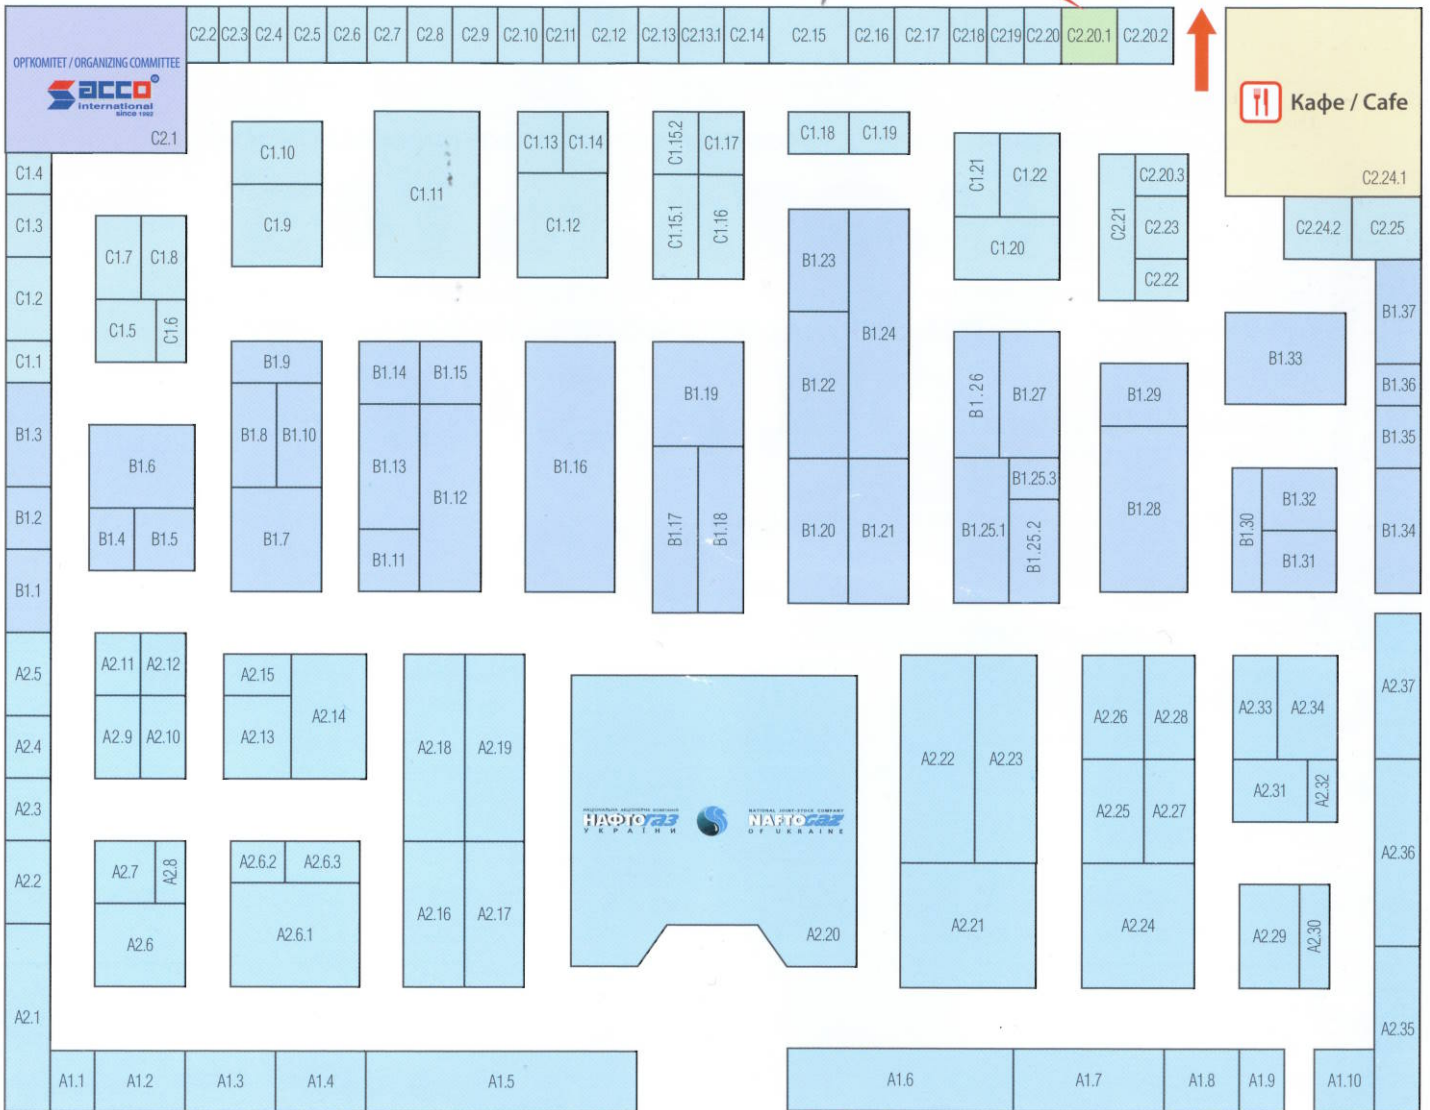 ОРГКОМІТЕТ / ORGANIZING COMMITTEE
acco®
international
since 1992
C2.1
C2.2 C2.3 C2.4 C2.5 C2.6 C2.7 C2.8 C2.9 C2.10 C2.11 C2.12 C2.13 C2.13.1 C2.14 C2.15 C2.16 C2.17 C2.18 C2.19 C2.20 C2.20.1 C2.20.2
Кафе / Cafe
C2.24.1
C1.4
C1.3
C1.2
C1.1
C1.7 C1.8
C1.5 C1.6
C1.10
C1.9
C1.11
C1.13 C1.14
C1.12
C1.15.2 C1.17
C1.15.1 C1.16
C1.18 C1.19
C1.21 C1.22
C1.20
C2.21 C2.20.3
C2.23
C2.22
C2.24.2 C2.25
B1.3
B1.2
B1.1
B1.6
B1.4 B1.5
B1.9
B1.8 B1.10
B1.7
B1.14 B1.15
B1.13 B1.12
B1.11
B1.16
B1.19
B1.17 B1.18
B1.23 B1.24
B1.22
B1.20 B1.21
B1.26 B1.27
B1.25.3
B1.25.1 B1.25.2
B1.29
B1.28
B1.33
B1.30 B1.32
B1.31
B1.37
B1.36
B1.35
B1.34
A2.5
A2.4
A2.3
A2.2
A2.1
A2.11 A2.12
A2.9 A2.10
A2.7 A2.8
A2.6
A2.15
A2.13 A2.14
A2.6.2 A2.6.3
A2.6.1
A2.18 A2.19
A2.16 A2.17
НАЦІОНАЛЬНА АКЦІОНЕРНА КОМПАНІЯ
НАФТОГАЗ
УКРАЇНИ
NATIONAL JOINT-STOCK COMPANY
NAFTOGAZ
OF UKRAINE
A2.20
A2.22 A2.23
A2.21
A2.26 A2.28
A2.25 A2.27
A2.24
A2.33 A2.34
A2.31 A2.32
A2.29 A2.30
A2.37
A2.36
A2.35
A1.1 A1.2 A1.3 A1.4 A1.5 A1.6 A1.7 A1.8 A1.9 A1.10